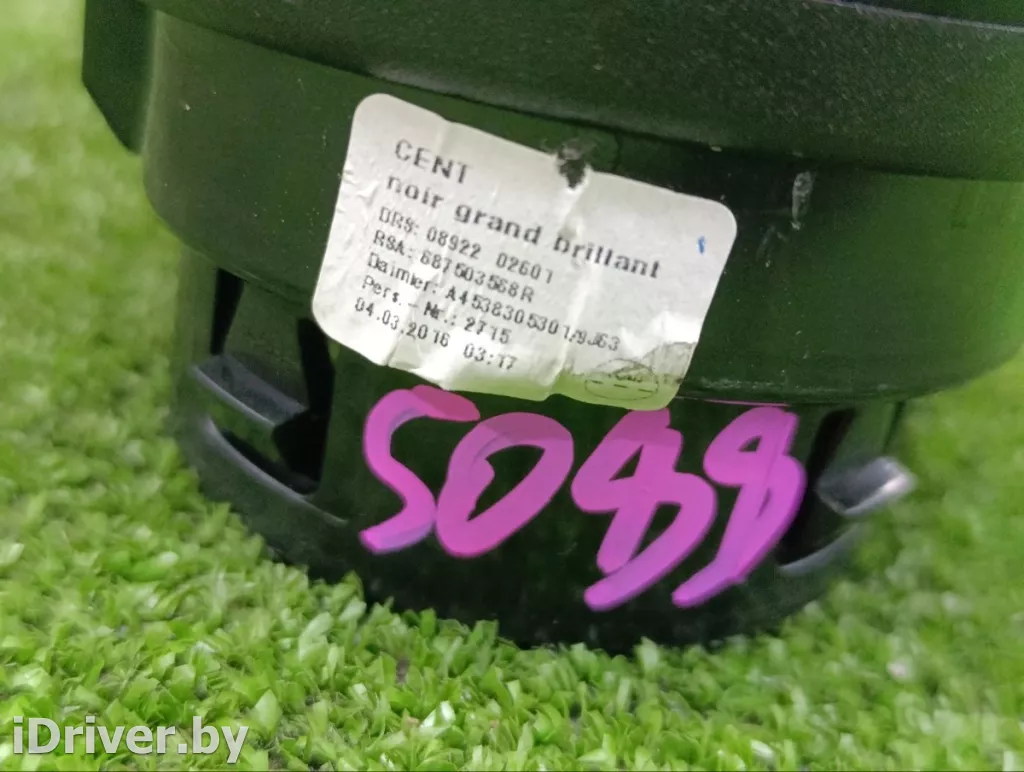 CENT
noir grand brillant
DRS: 08922 02601
RSA: 687503568R
Daimler: A4538305301/9J63
Pers. - Nr.: 2715
04.03.2016 03:17
5099
iDriver.by